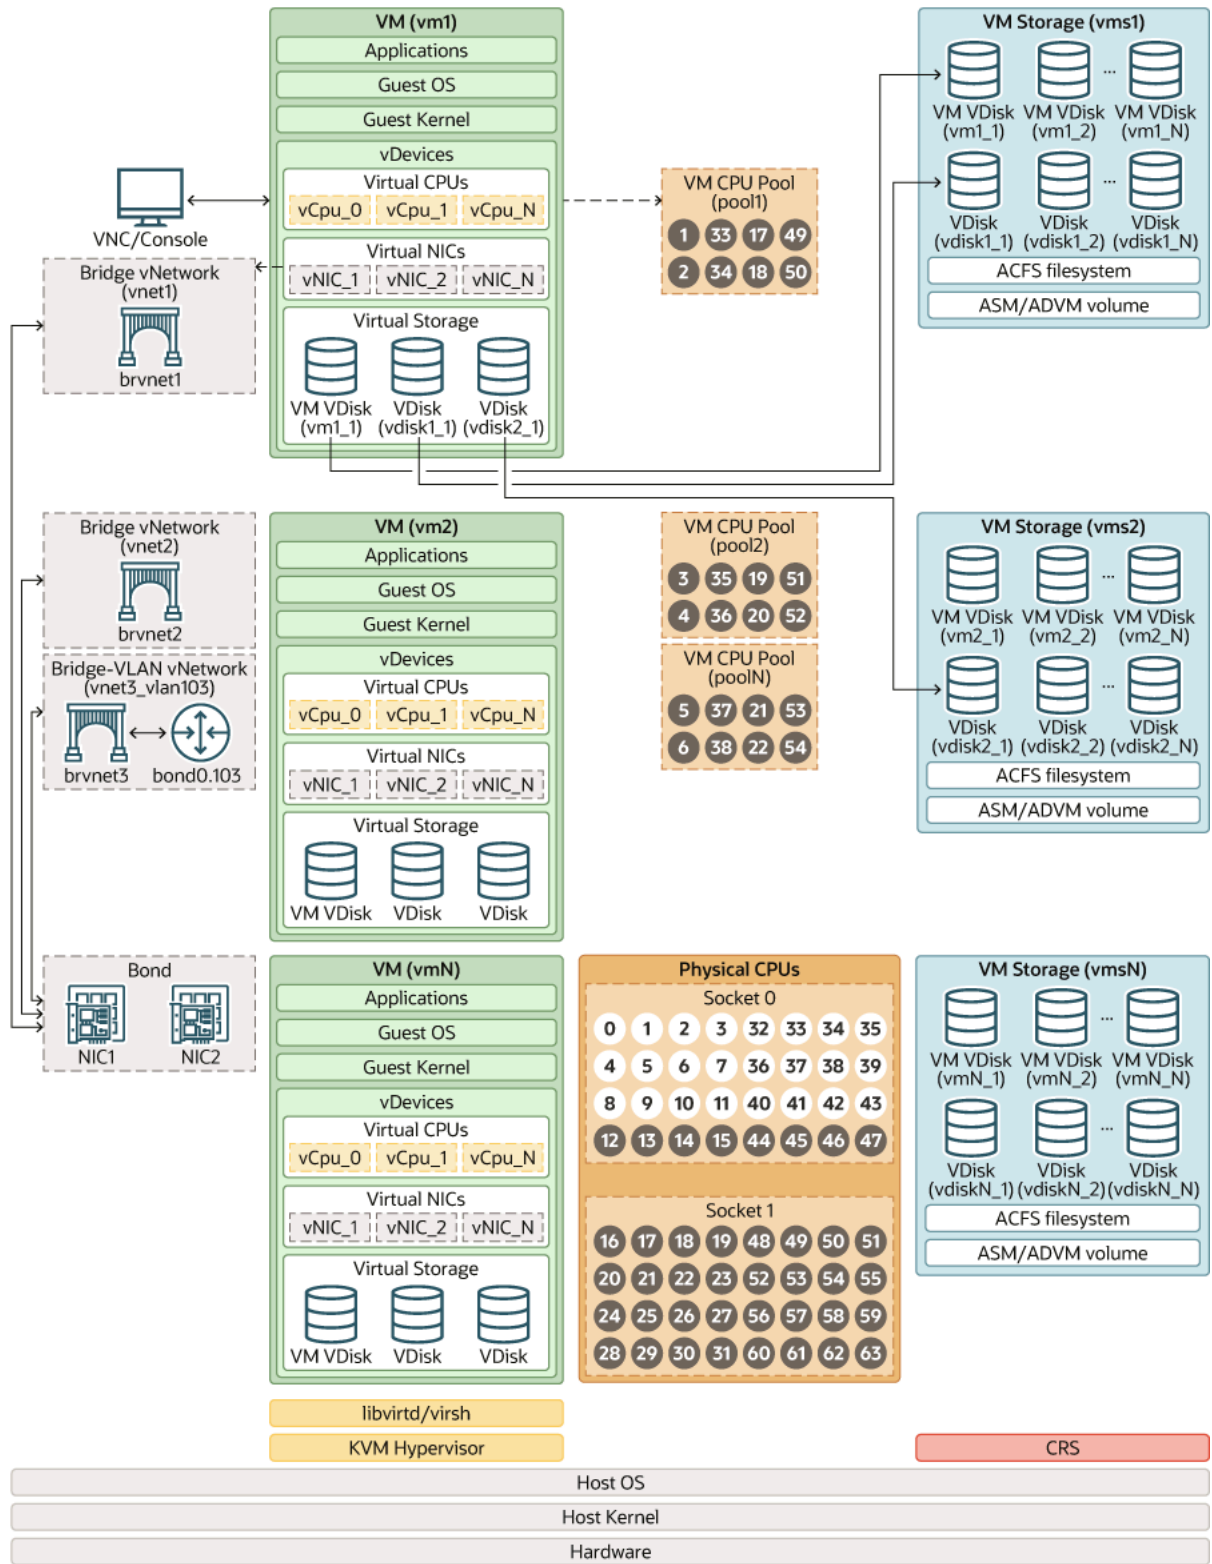 VM (vm1)
Applications
Guest OS
Guest Kernel
vDevices
Virtual CPUs
vCpu_0 vCpu_1 vCpu_N
Virtual NICs
vNIC_1 vNIC_2 vNIC_N
Virtual Storage
VM VDisk VDisk VDisk
(vm1_1) (vdisk1_1) (vdisk2_1)
VNC/Console
Bridge vNetwork
(vnet1)
brvnet1
VM CPU Pool
(pool1)
1 33 17 49
2 34 18 50
VM Storage (vms1)
... 
VM VDisk VM VDisk VM VDisk
(vm1_1) (vm1_2) (vm1_N)
...
VDisk VDisk VDisk
(vdisk1_1) (vdisk1_2) (vdisk1_N)
ACFS filesystem
ASM/ADVM volume
Bridge vNetwork
(vnet2)
brvnet2
Bridge-VLAN vNetwork
(vnet3_vlan103)
brvnet3 bond0.103
VM (vm2)
Applications
Guest OS
Guest Kernel
vDevices
Virtual CPUs
vCpu_0 vCpu_1 vCpu_N
Virtual NICs
vNIC_1 vNIC_2 vNIC_N
Virtual Storage
VM VDisk VDisk VDisk
VM CPU Pool
(pool2)
3 35 19 51
4 36 20 52
VM CPU Pool
(poolN)
5 37 21 53
6 38 22 54
VM Storage (vms2)
...
VM VDisk VM VDisk VM VDisk
(vm2_1) (vm2_2) (vm2_N)
...
VDisk VDisk VDisk
(vdisk2_1) (vdisk2_2) (vdisk2_N)
ACFS filesystem
ASM/ADVM volume
Bond
NIC1 NIC2
VM (vmN)
Applications
Guest OS
Guest Kernel
vDevices
Virtual CPUs
vCpu_0 vCpu_1 vCpu_N
Virtual NICs
vNIC_1 vNIC_2 vNIC_N
Virtual Storage
VM VDisk VDisk VDisk
Physical CPUs
Socket 0
0 1 2 3 32 33 34 35
4 5 6 7 36 37 38 39
8 9 10 11 40 41 42 43
12 13 14 15 44 45 46 47
Socket 1
16 17 18 19 48 49 50 51
20 21 22 23 52 53 54 55
24 25 26 27 56 57 58 59
28 29 30 31 60 61 62 63
VM Storage (vmsN)
...
VM VDisk VM VDisk VM VDisk
(vmN_1) (vmN_2) (vmN_N)
...
VDisk VDisk VDisk
(vdiskN_1) (vdiskN_2) (vdiskN_N)
ACFS filesystem
ASM/ADVM volume
libvirtd/virsh
KVM Hypervisor
CRS
Host OS
Host Kernel
Hardware